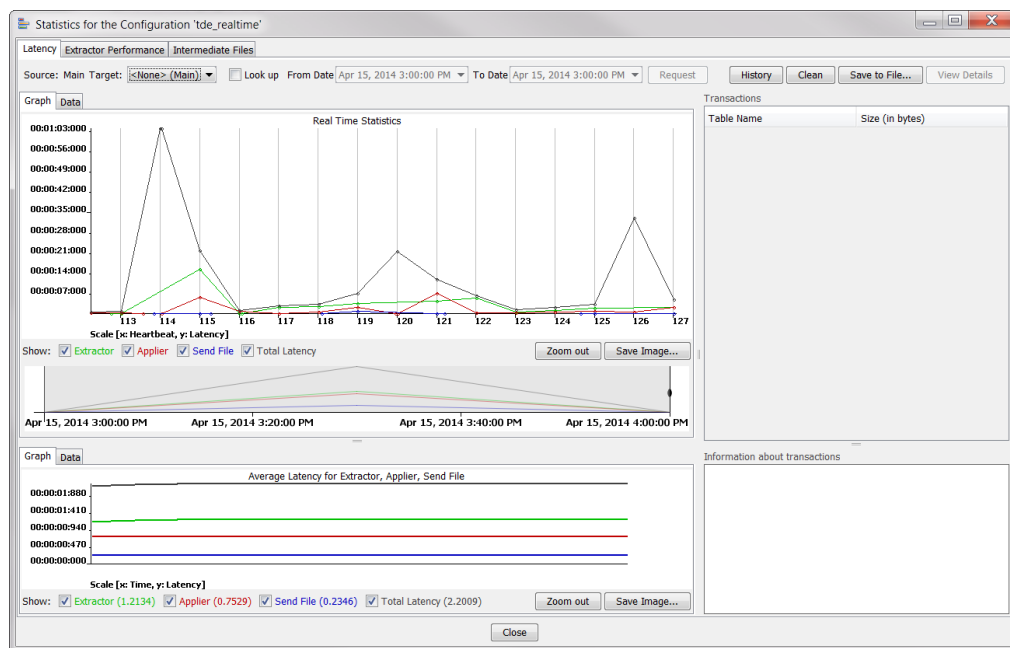 Statistics for the Configuration 'tde_realtime'
Latency Extractor Performance Intermediate Files
Source: Main Target: <None> (Main) Look up From Date Apr 15, 2014 3:00:00 PM To Date Apr 15, 2014 3:00:00 PM Request History Clean Save to File... View Details
Graph Data
Transactions
Table Name Size (in bytes)
Real Time Statistics
00:01:03:000
00:00:56:000
00:00:49:000
00:00:42:000
00:00:35:000
00:00:28:000
00:00:21:000
00:00:14:000
00:00:07:000
113 114 115 116 117 118 119 120 121 122 123 124 125 126 127
Scale [x: Heartbeat, y: Latency]
Show: Extractor Applier Send File Total Latency Zoom out Save Image...
Apr 15, 2014 3:00:00 PM Apr 15, 2014 3:20:00 PM Apr 15, 2014 3:40:00 PM Apr 15, 2014 4:00:00 PM
Graph Data
Information about transactions
Average Latency for Extractor, Applier, Send File
00:00:01:880
00:00:01:410
00:00:00:940
00:00:00:470
00:00:00:000
Scale [x: Time, y: Latency]
Show: Extractor (1.2134) Applier (0.7529) Send File (0.2346) Total Latency (2.2009) Zoom out Save Image...
Close